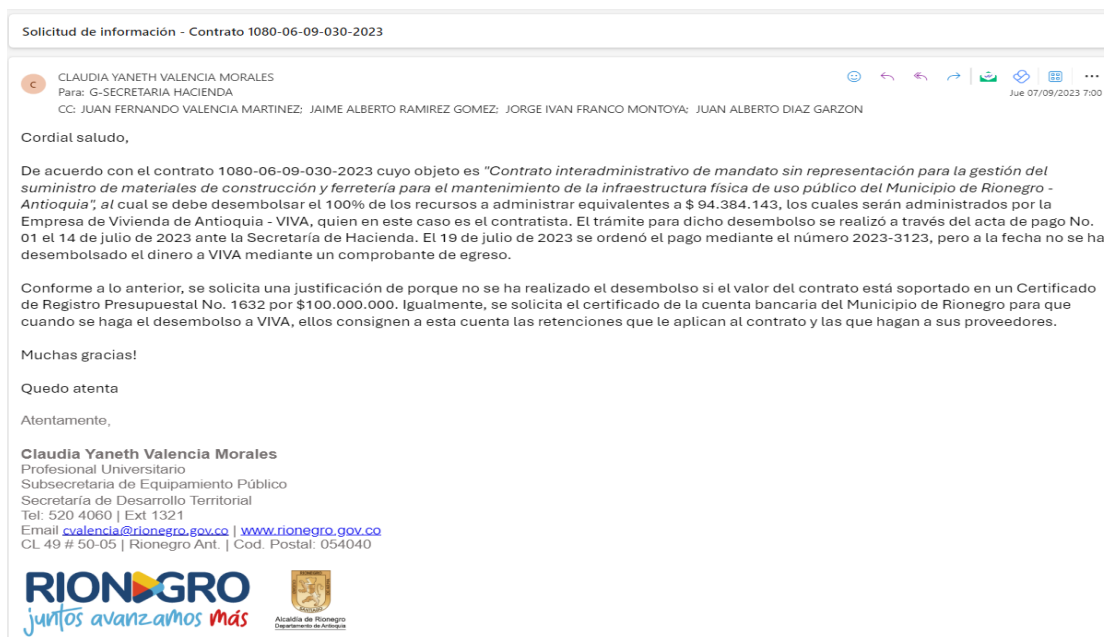 Solicitud de información - Contrato 1080-06-09-030-2023
C
CLAUDIA YANETH VALENCIA MORALES
Para: G-SECRETARIA HACIENDA
CC: JUAN FERNANDO VALENCIA MARTINEZ; JAIME ALBERTO RAMIREZ GOMEZ; JORGE IVAN FRANCO MONTOYA; JUAN ALBERTO DIAZ GARZON
Jue 07/09/2023 7:00
Cordial saludo,
De acuerdo con el contrato 1080-06-09-030-2023 cuyo objeto es "Contrato interadministrativo de mandato sin representación para la gestión del
suministro de materiales de construcción y ferretería para el mantenimiento de la infraestructura física de uso público del Municipio de Rionegro -
Antioquia", al cual se debe desembolsar el 100% de los recursos a administrar equivalentes a $ 94.384.143, los cuales serán administrados por la
Empresa de Vivienda de Antioquia - VIVA, quien en este caso es el contratista. El trámite para dicho desembolso se realizó a través del acta de pago No.
01 el 14 de julio de 2023 ante la Secretaría de Hacienda. El 19 de julio de 2023 se ordenó el pago mediante el número 2023-3123, pero a la fecha no se ha
desembolsado el dinero a VIVA mediante un comprobante de egreso.
Conforme a lo anterior, se solicita una justificación de porque no se ha realizado el desembolso si el valor del contrato está soportado en un Certificado
de Registro Presupuestal No. 1632 por $100.000.000. Igualmente, se solicita el certificado de la cuenta bancaria del Municipio de Rionegro para que
cuando se haga el desembolso a VIVA, ellos consignen a esta cuenta las retenciones que le aplican al contrato y las que hagan a sus proveedores.
Muchas gracias!
Quedo atenta
Atentamente,
Claudia Yaneth Valencia Morales
Profesional Universitario
Subsecretaria de Equipamiento Público
Secretaría de Desarrollo Territorial
Tel: 520 4060 | Ext 1321
Email cvalencia@rionegro.gov.co | www.rionegro.gov.co
CL 49 # 50-05 | Rionegro Ant. | Cod. Postal: 054040
RIONEGRO
juntos avanzamos más
Alcaldía de Rionegro
Departamento de Antioquia